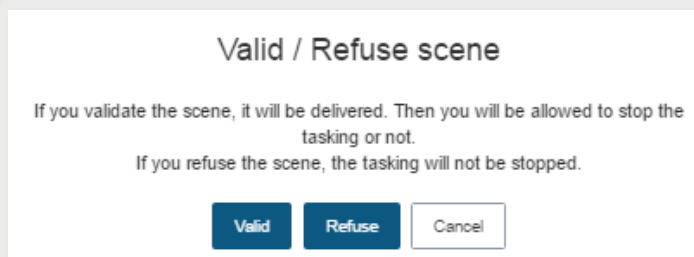 Valid / Refuse scene
If you validate the scene, it will be delivered. Then you will be allowed to stop the
tasking or not.
If you refuse the scene, the tasking will not be stopped.
Valid Refuse Cancel